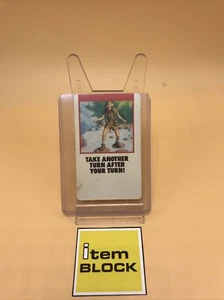 TAKE ANOTHER
TURN AFTER
YOUR TURN!
item
BLOCK